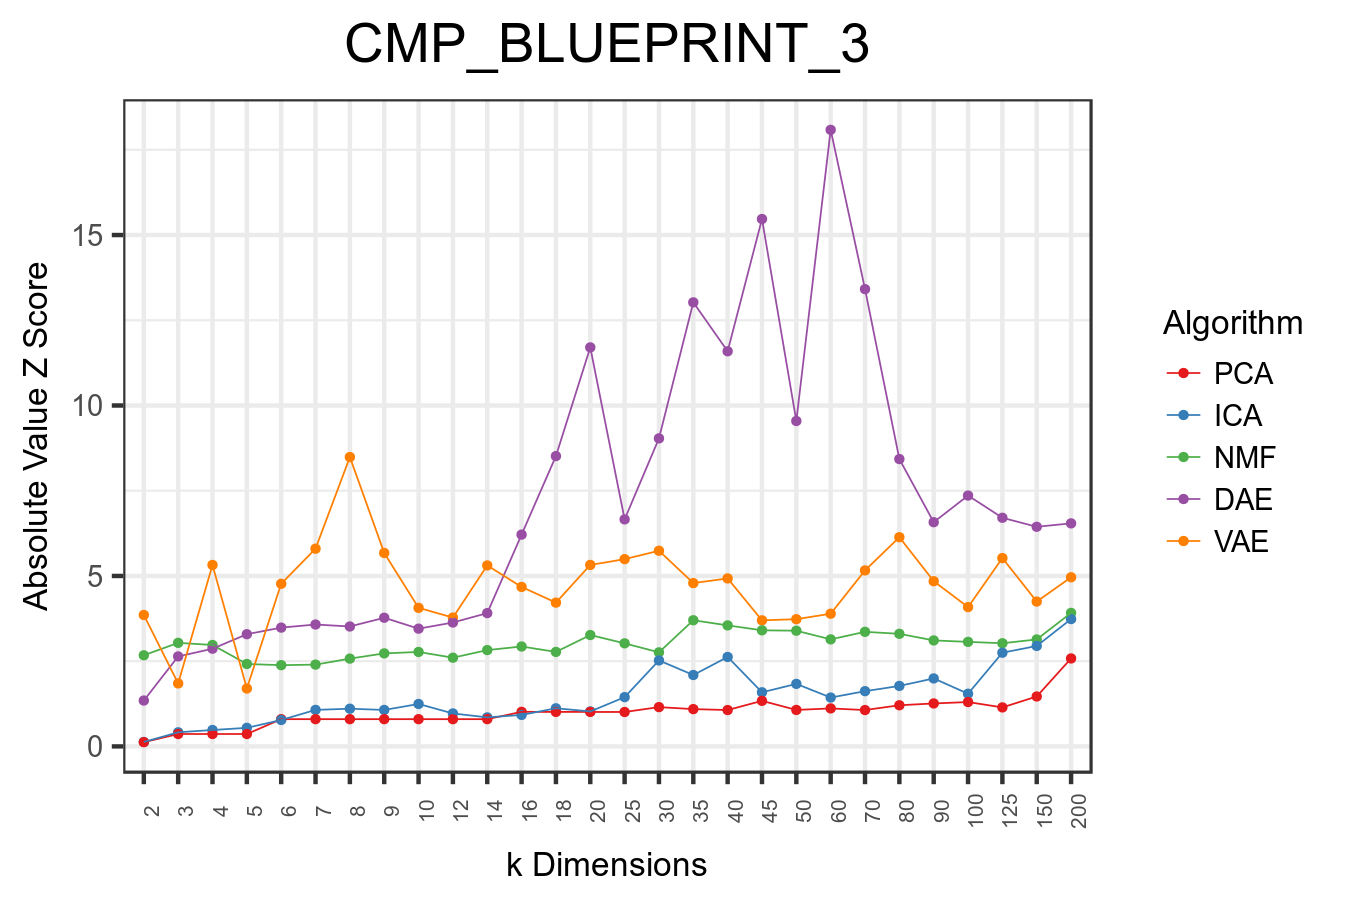 CMP_BLUEPRINT_3
Absolute Value Z Score
15
10
5
0
2 3 4 5 6 7 8 9 10 12 14 16 18 20 25 30 35 40 45 50 60 70 80 90 100 125 150 200
k Dimensions
Algorithm
PCA
ICA
NMF
DAE
VAE